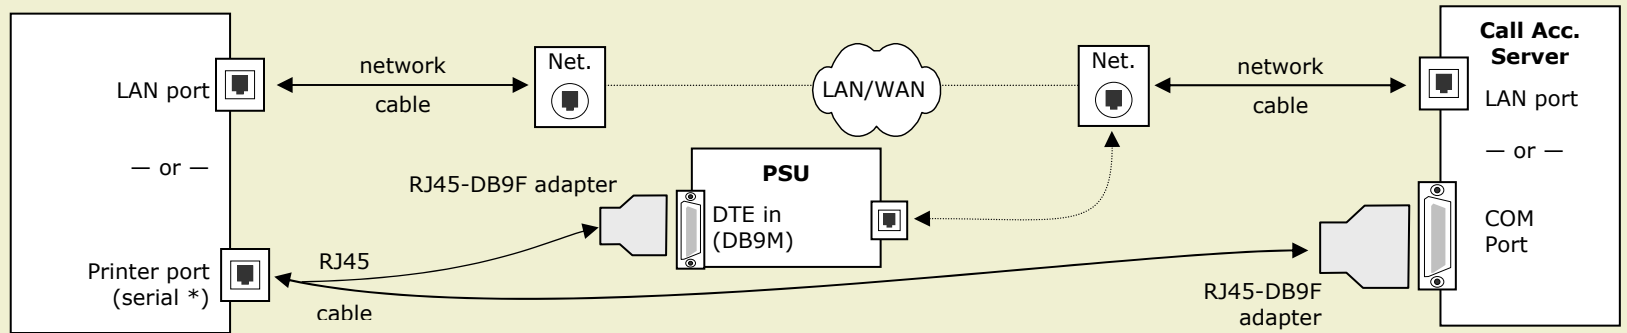 LAN port
— or —
Printer port
(serial *)
network
cable
Net.
LAN/WAN
Net.
network
cable
RJ45-DB9F adapter
PSU
DTE in
(DB9M)
RJ45
cable
RJ45-DB9F
adapter
Call Acc.
Server
LAN port
— or —
COM
Port